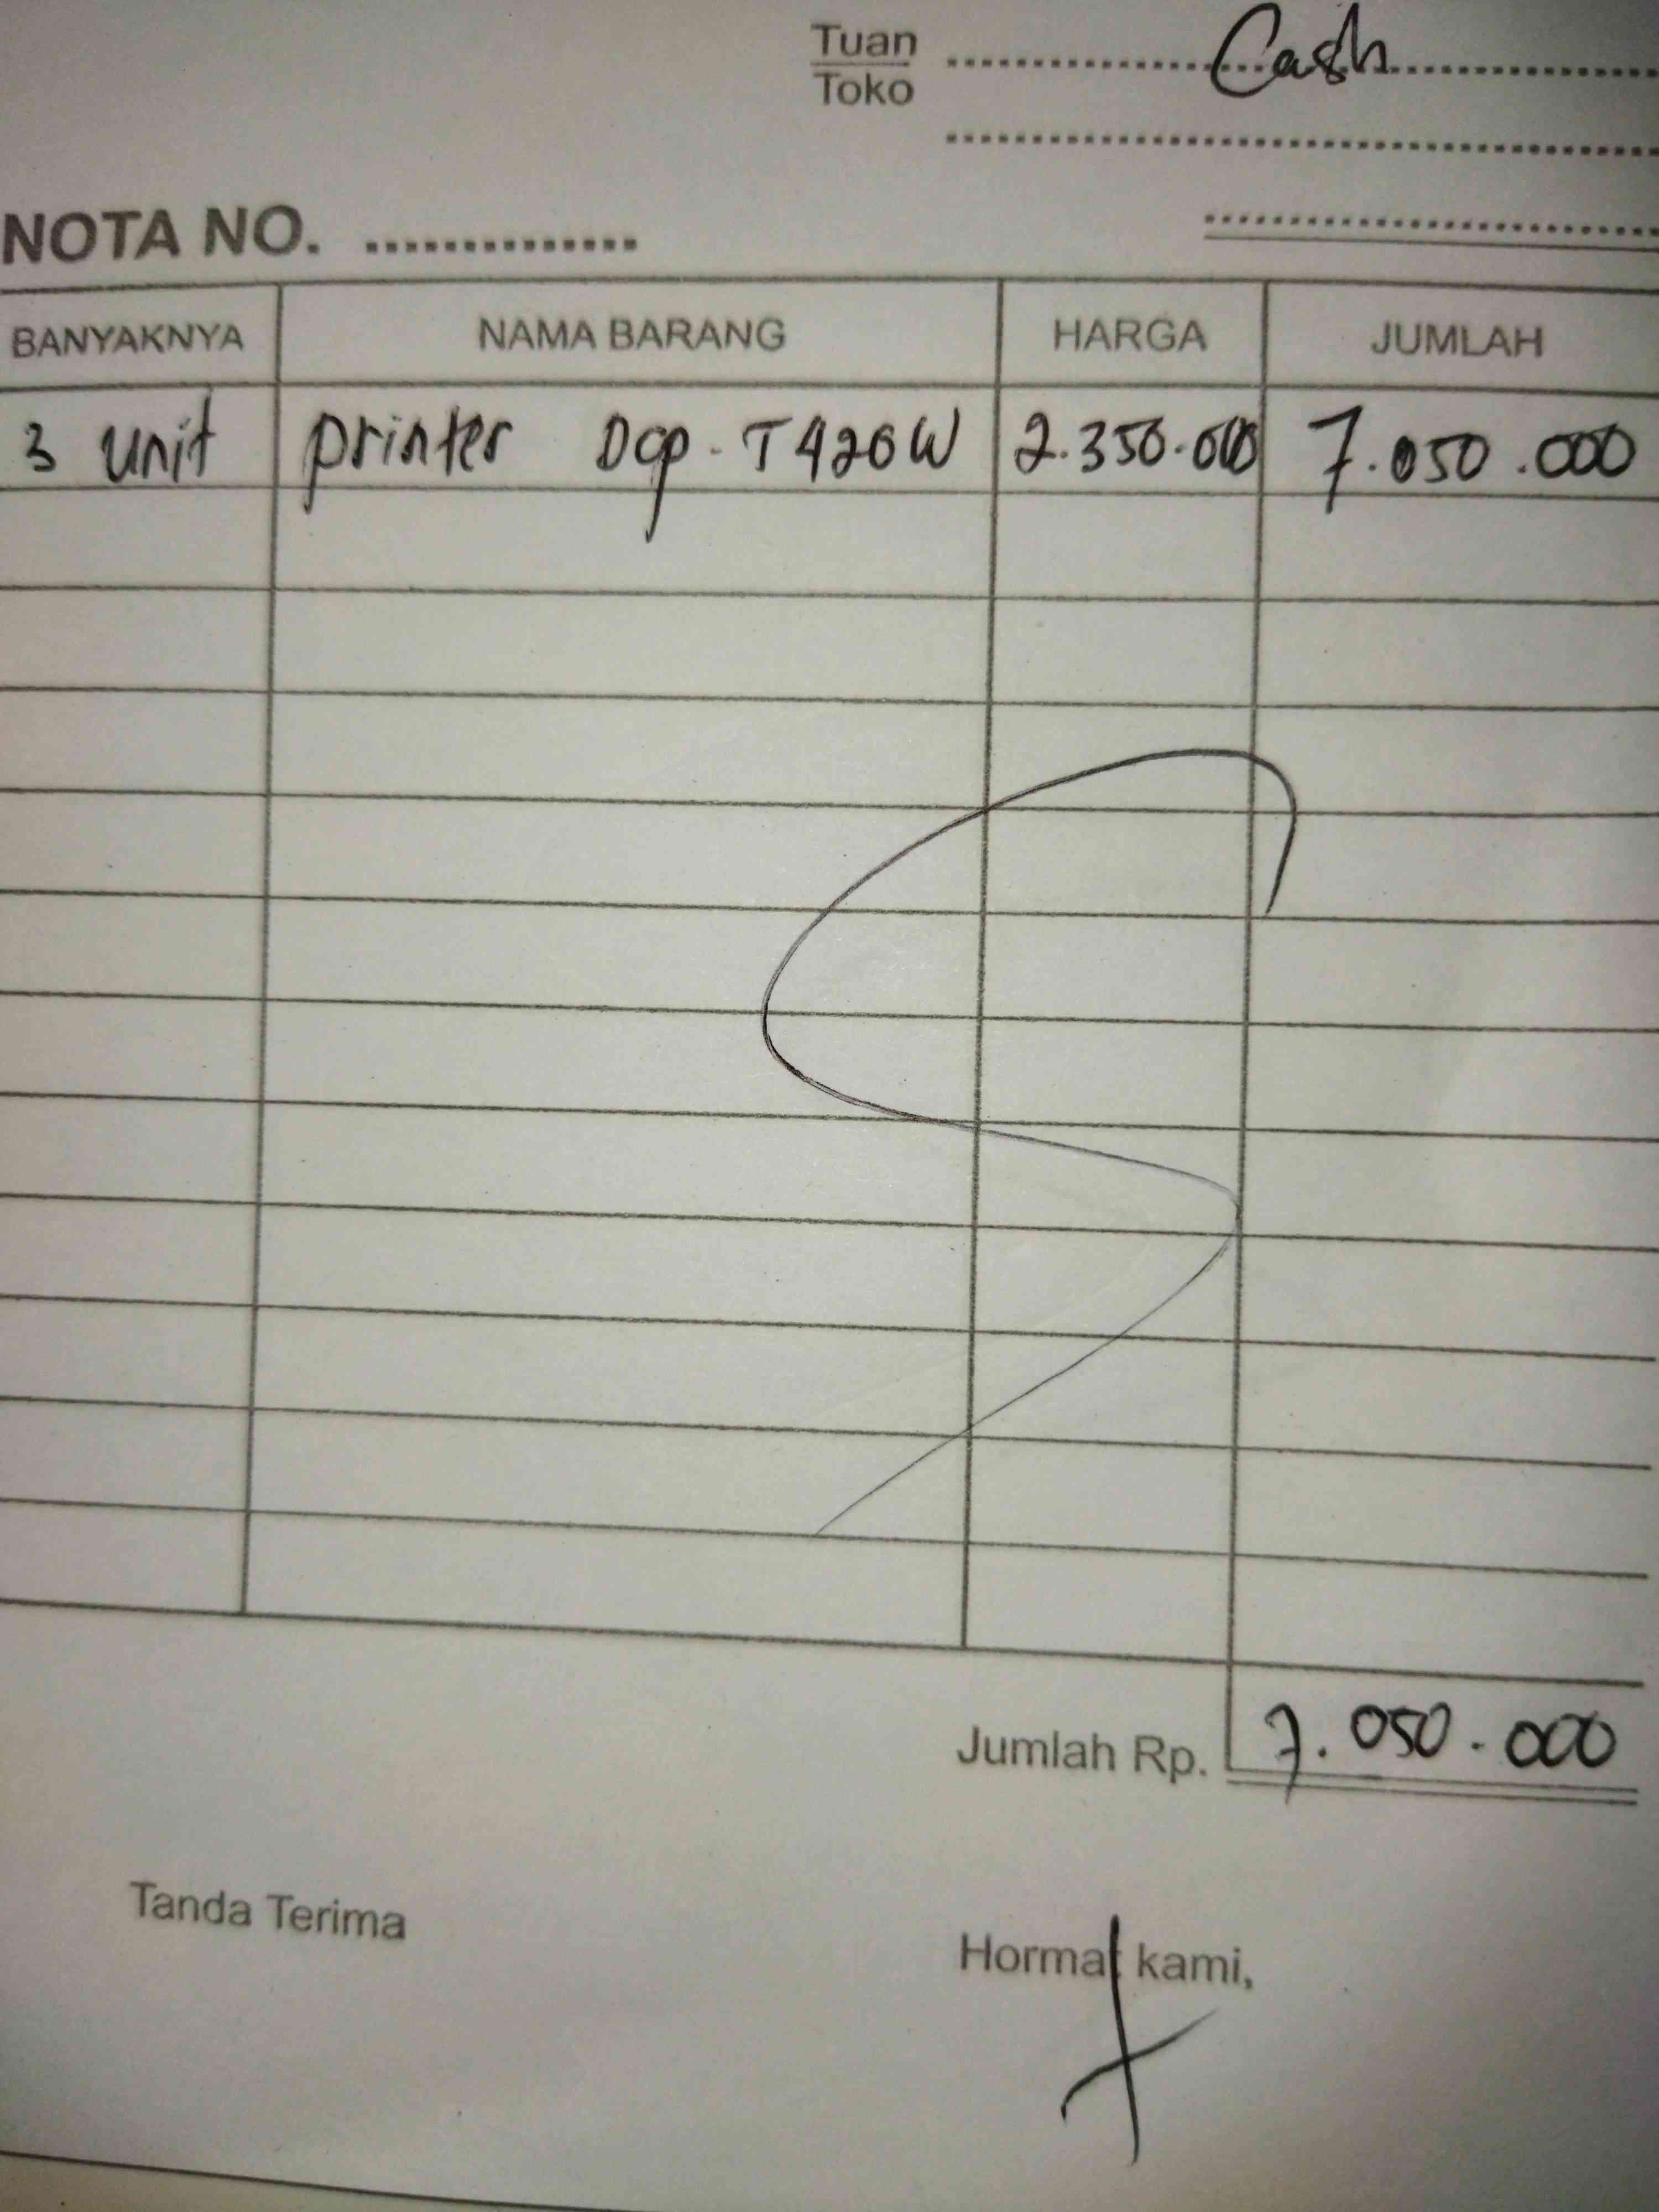 Tuan Cash
Toko
NOTA NO.
BANYAKNYA NAMA BARANG HARGA JUMLAH
3 unit printer Dcp-T426W 2.350.000 7.050.000
Jumlah Rp. 7.050.000
Tanda Terima
Hormat kami,